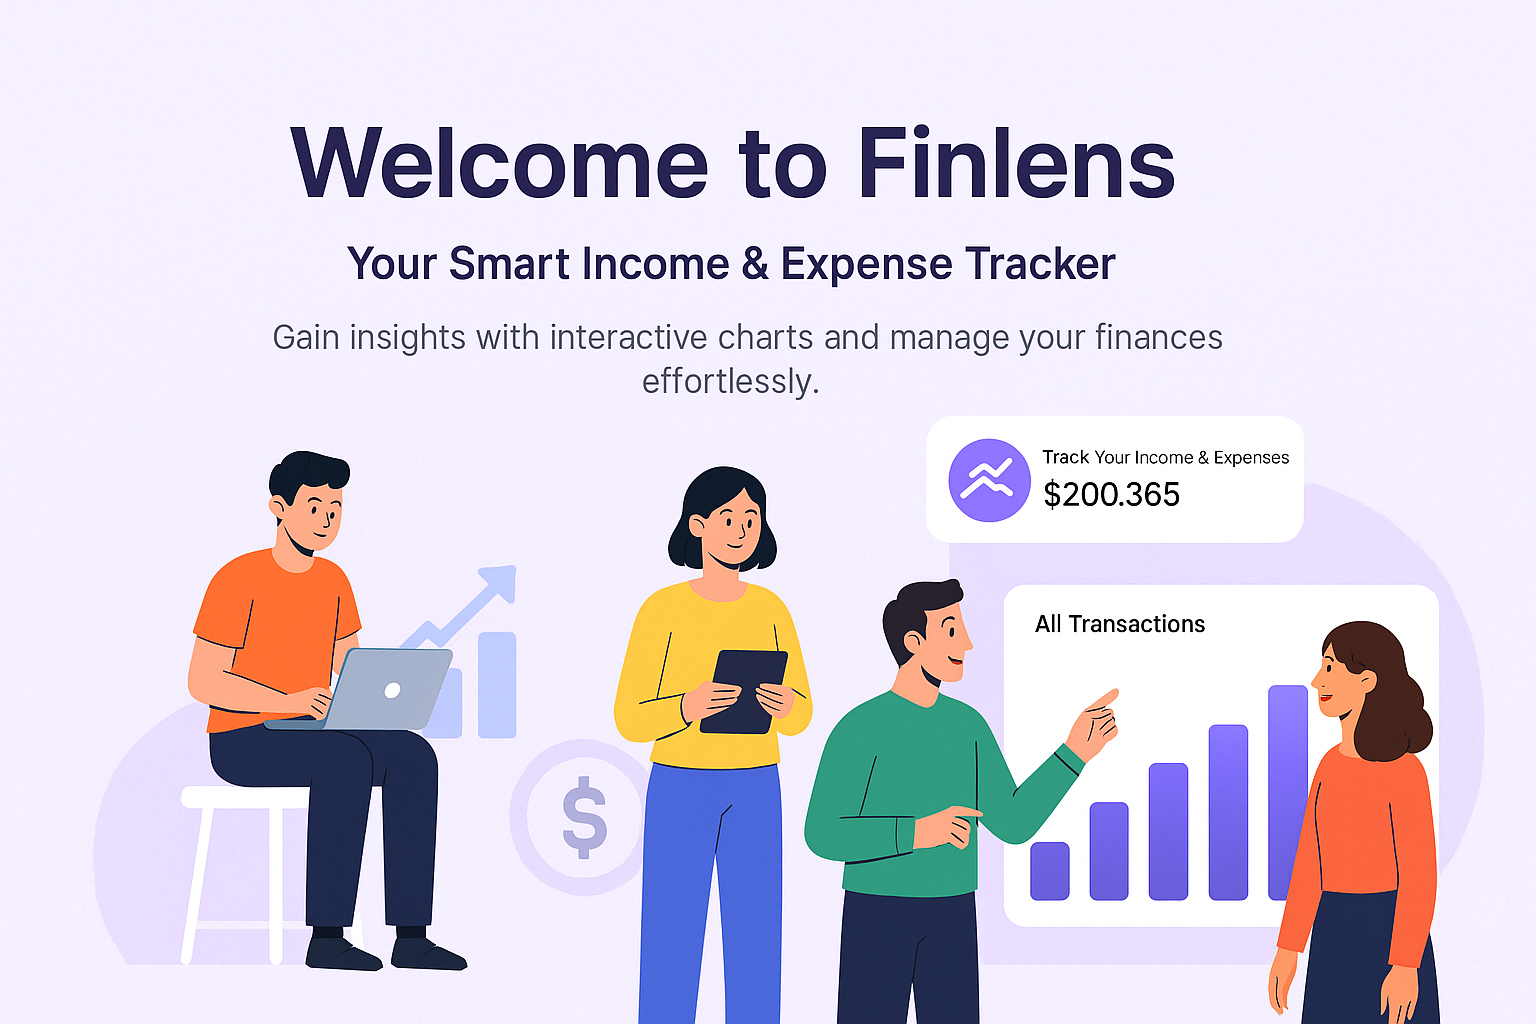 Welcome to Finlens
Your Smart Income & Expense Tracker
Gain insights with interactive charts and manage your finances
effortlessly.
Track Your Income & Expenses
$200.365
All Transactions
$